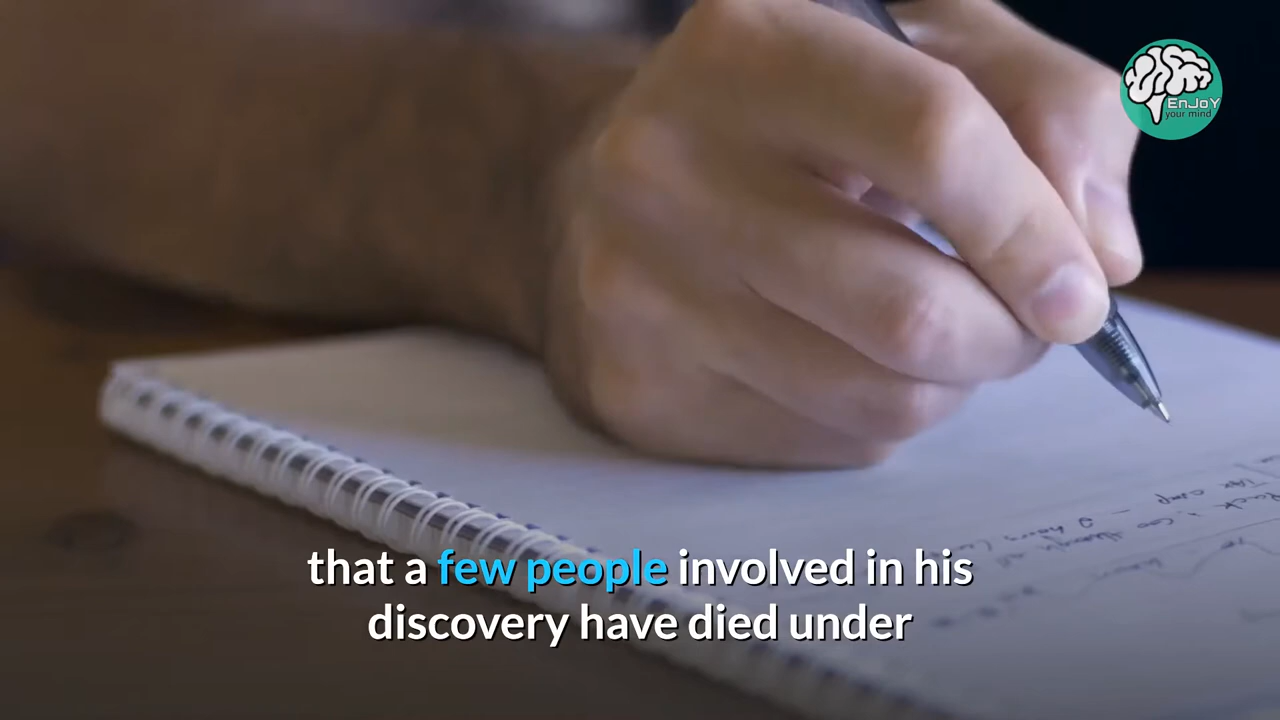 EnJoY
your mind
that a few people involved in his
discovery have died under